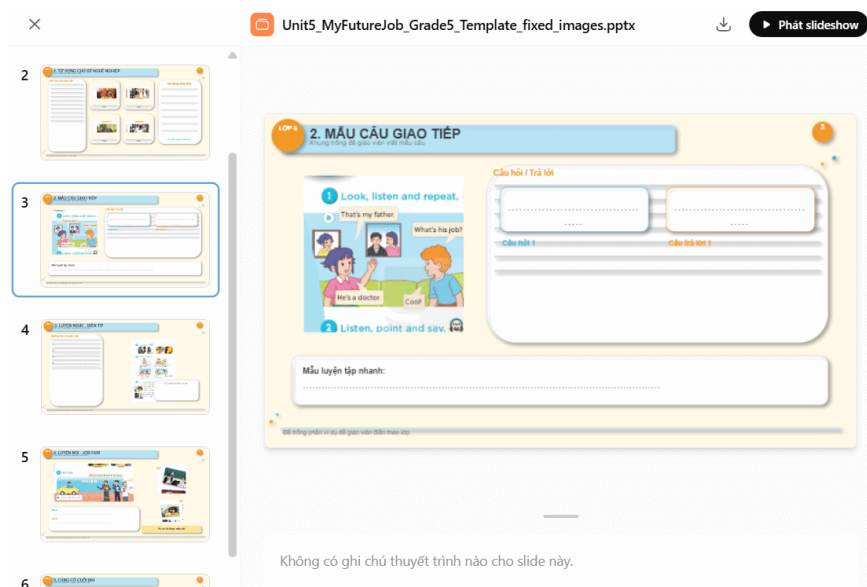 Unit5_MyFutureJob_Grade5_Template_fixed_images.pptx
Phát slideshow
2
3
4
5
6
LỚP 5
2. MẪU CÂU GIAO TIẾP
Khung trống để giáo viên viết mẫu câu
3
1 Look, listen and repeat.
a
That's my father.
What's his job?
He's a doctor.
Cool!
2 Listen, point and say.
Câu hỏi / Trả lời
Câu hỏi 1
Câu trả lời 1
Mẫu luyện tập nhanh:
Để trống phần ví dụ để giáo viên điền theo lớp
Không có ghi chú thuyết trình nào cho slide này.